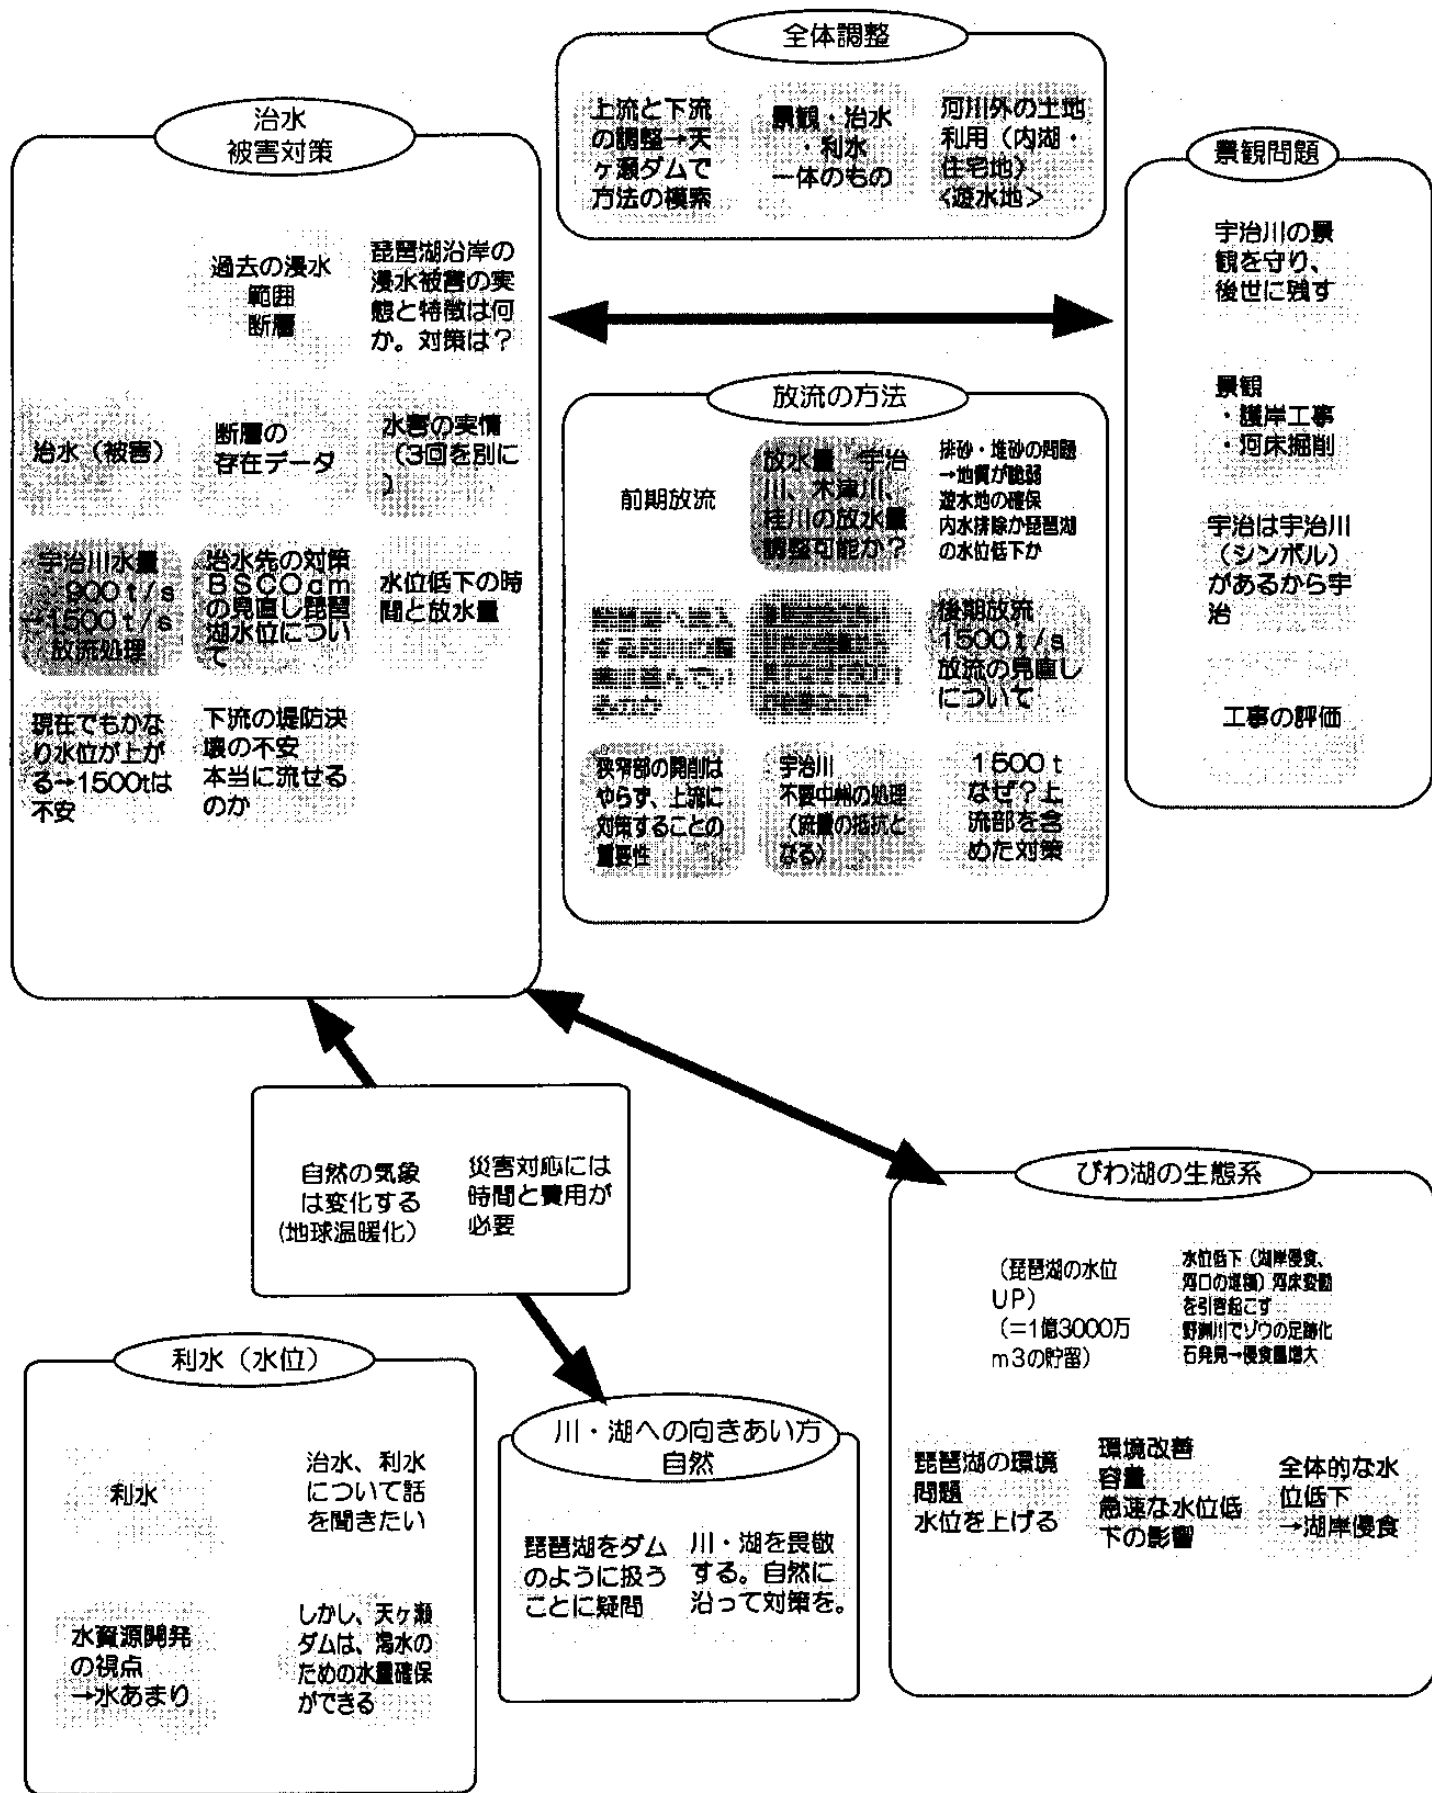 全体調整
上流と下流
の調整→天
ヶ瀬ダムで
方法の模索
景観・治水
・利水
一体のもの
河川外の土地
利用（内湖・
住宅地）
<遊水地>
治水
被害対策
過去の浸水
範囲
断層
琵琶湖沿岸の
浸水被害の実
態と特徴は何
か。対策は？
治水（被害）
断層の
存在データ
水害の実情
（3回を別に
）
宇治川水量
900t/s
→1500t/s
放流処理
治水先の対策
BSCOcm
の見直し琵琶
湖水位につい
て
水位低下の時
間と放水量
現在でもかな
り水位が上が
る→1500tは
不安
下流の堤防決
壊の不安
本当に流せる
のか
景観問題
宇治川の景
観を守り、
後世に残す
景観
・護岸工事
・河床掘削
宇治は宇治川
（シンボル）
があるから宇
治
工事の評価
放流の方法
前期放流
放水量　宇治
川、木津川、
桂川の放水量
調整可能か？
排砂・堆砂の問題
→地質が脆弱
遊水地の確保
内水排除か琵琶湖
の水位低下か
後期放流
1500t/s
放流の見直し
について
狭窄部の開削は
やらず、上流に
対策することの
重要性
宇治川
不要中州の処理
（流量の抵抗と
なる）
1500t
なぜ？上
流部を含
めた対策
自然の気象
は変化する
(地球温暖化)
災害対応には
時間と費用が
必要
びわ湖の生態系
（琵琶湖の水位
UP）
（＝1億3000万
m3の貯留）
水位低下（湖岸侵食、
河口の堆積）河床変動
を引き起こす
野洲川でゾウの足跡化
石発見→侵食量増大
琵琶湖の環境
問題
水位を上げる
環境改善
容量
急速な水位低
下の影響
全体的な水
位低下
→湖岸侵食
利水（水位）
利水
治水、利水
について話
を聞きたい
水資源開発
の視点
→水あまり
しかし、天ヶ瀬
ダムは、渇水の
ための水量確保
ができる
川・湖への向きあい方
自然
琵琶湖をダム
のように扱う
ことに疑問
川・湖を畏敬
する。自然に
沿って対策を。